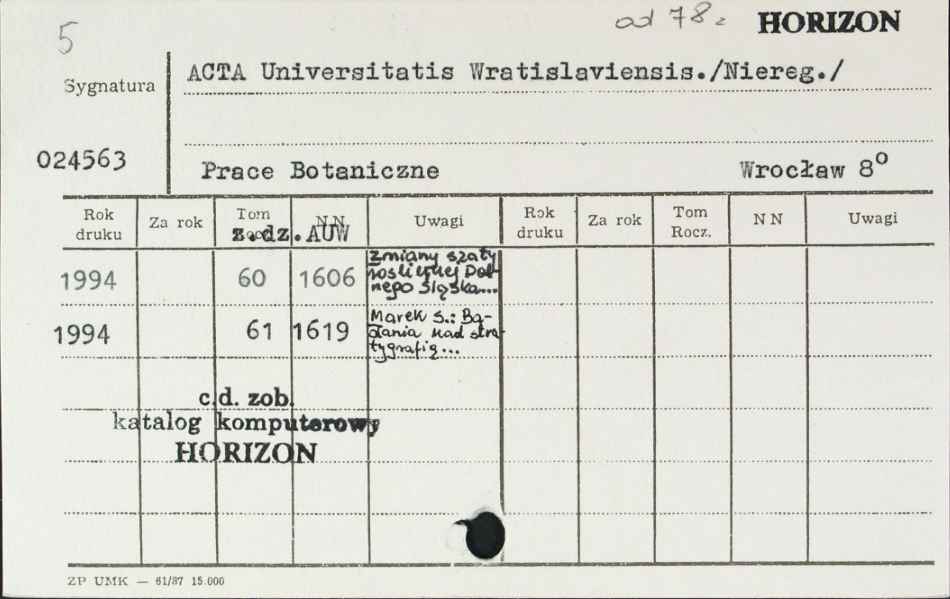 5
od 78r
HORIZON
Sygnatura
ACTA Universitatis Wratislaviensis./Niereg./
024563
Prace Botaniczne Wrocław 8º
Rok druku Za rok Tom N N Uwagi Rok druku Za rok Tom Rocz. N N Uwagi
z.dz. AUW
1994 60 1606 Zmiany szaty
roślinnej Dol-
nego Śląska...
1994 61 1619 Marek S.: Ba-
dania nad stra-
tygrafią...
c.d. zob.
katalog komputerowy
HORIZON
ZP UMK — 61/87 15.000